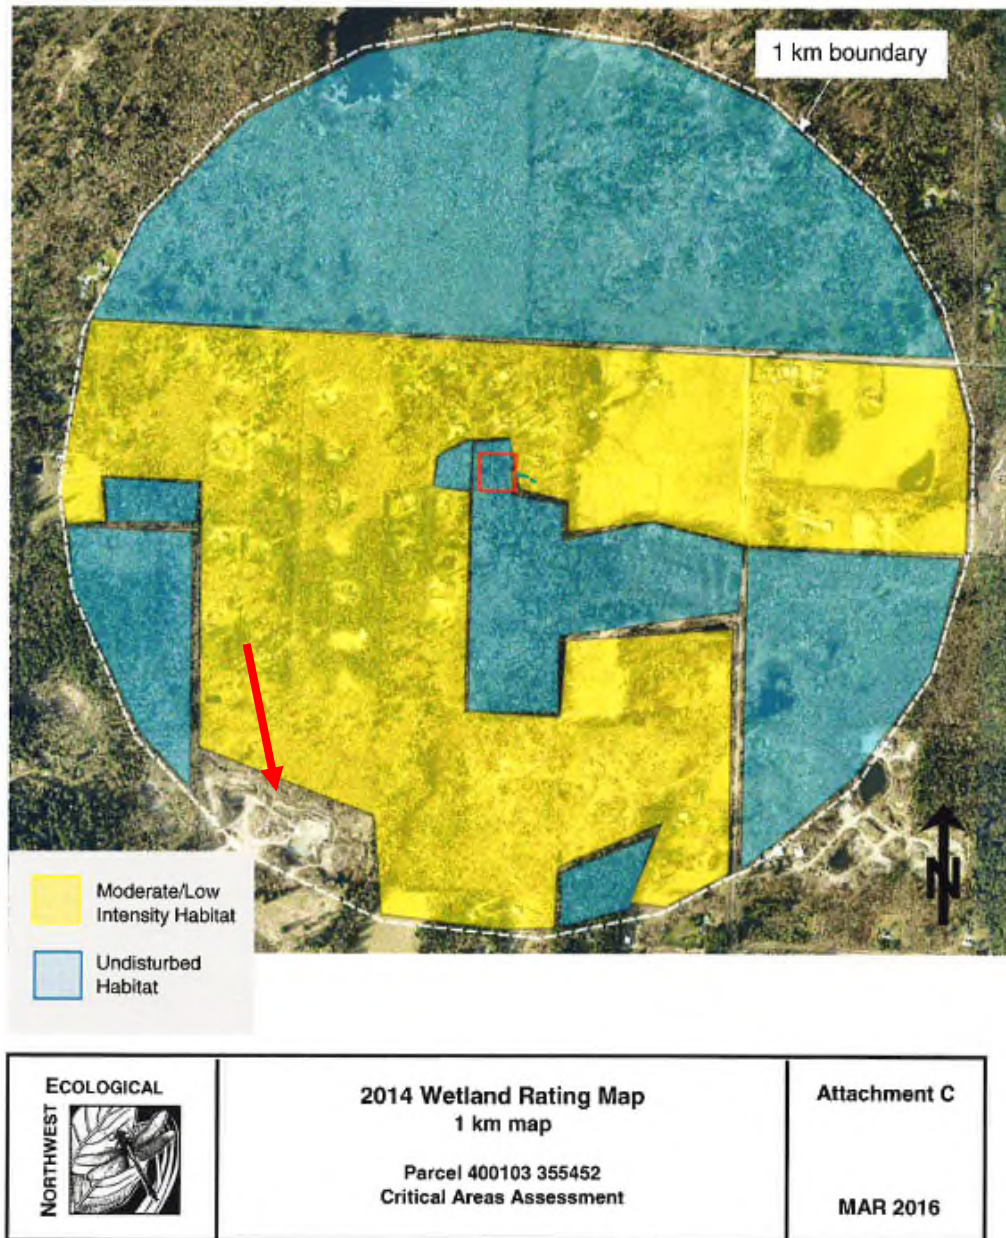 1 km boundary
N
Moderate/Low
Intensity Habitat
Undisturbed
Habitat
ECOLOGICAL
NORTHWEST
2014 Wetland Rating Map
1 km map
Parcel 400103 355452
Critical Areas Assessment
Attachment C
MAR 2016